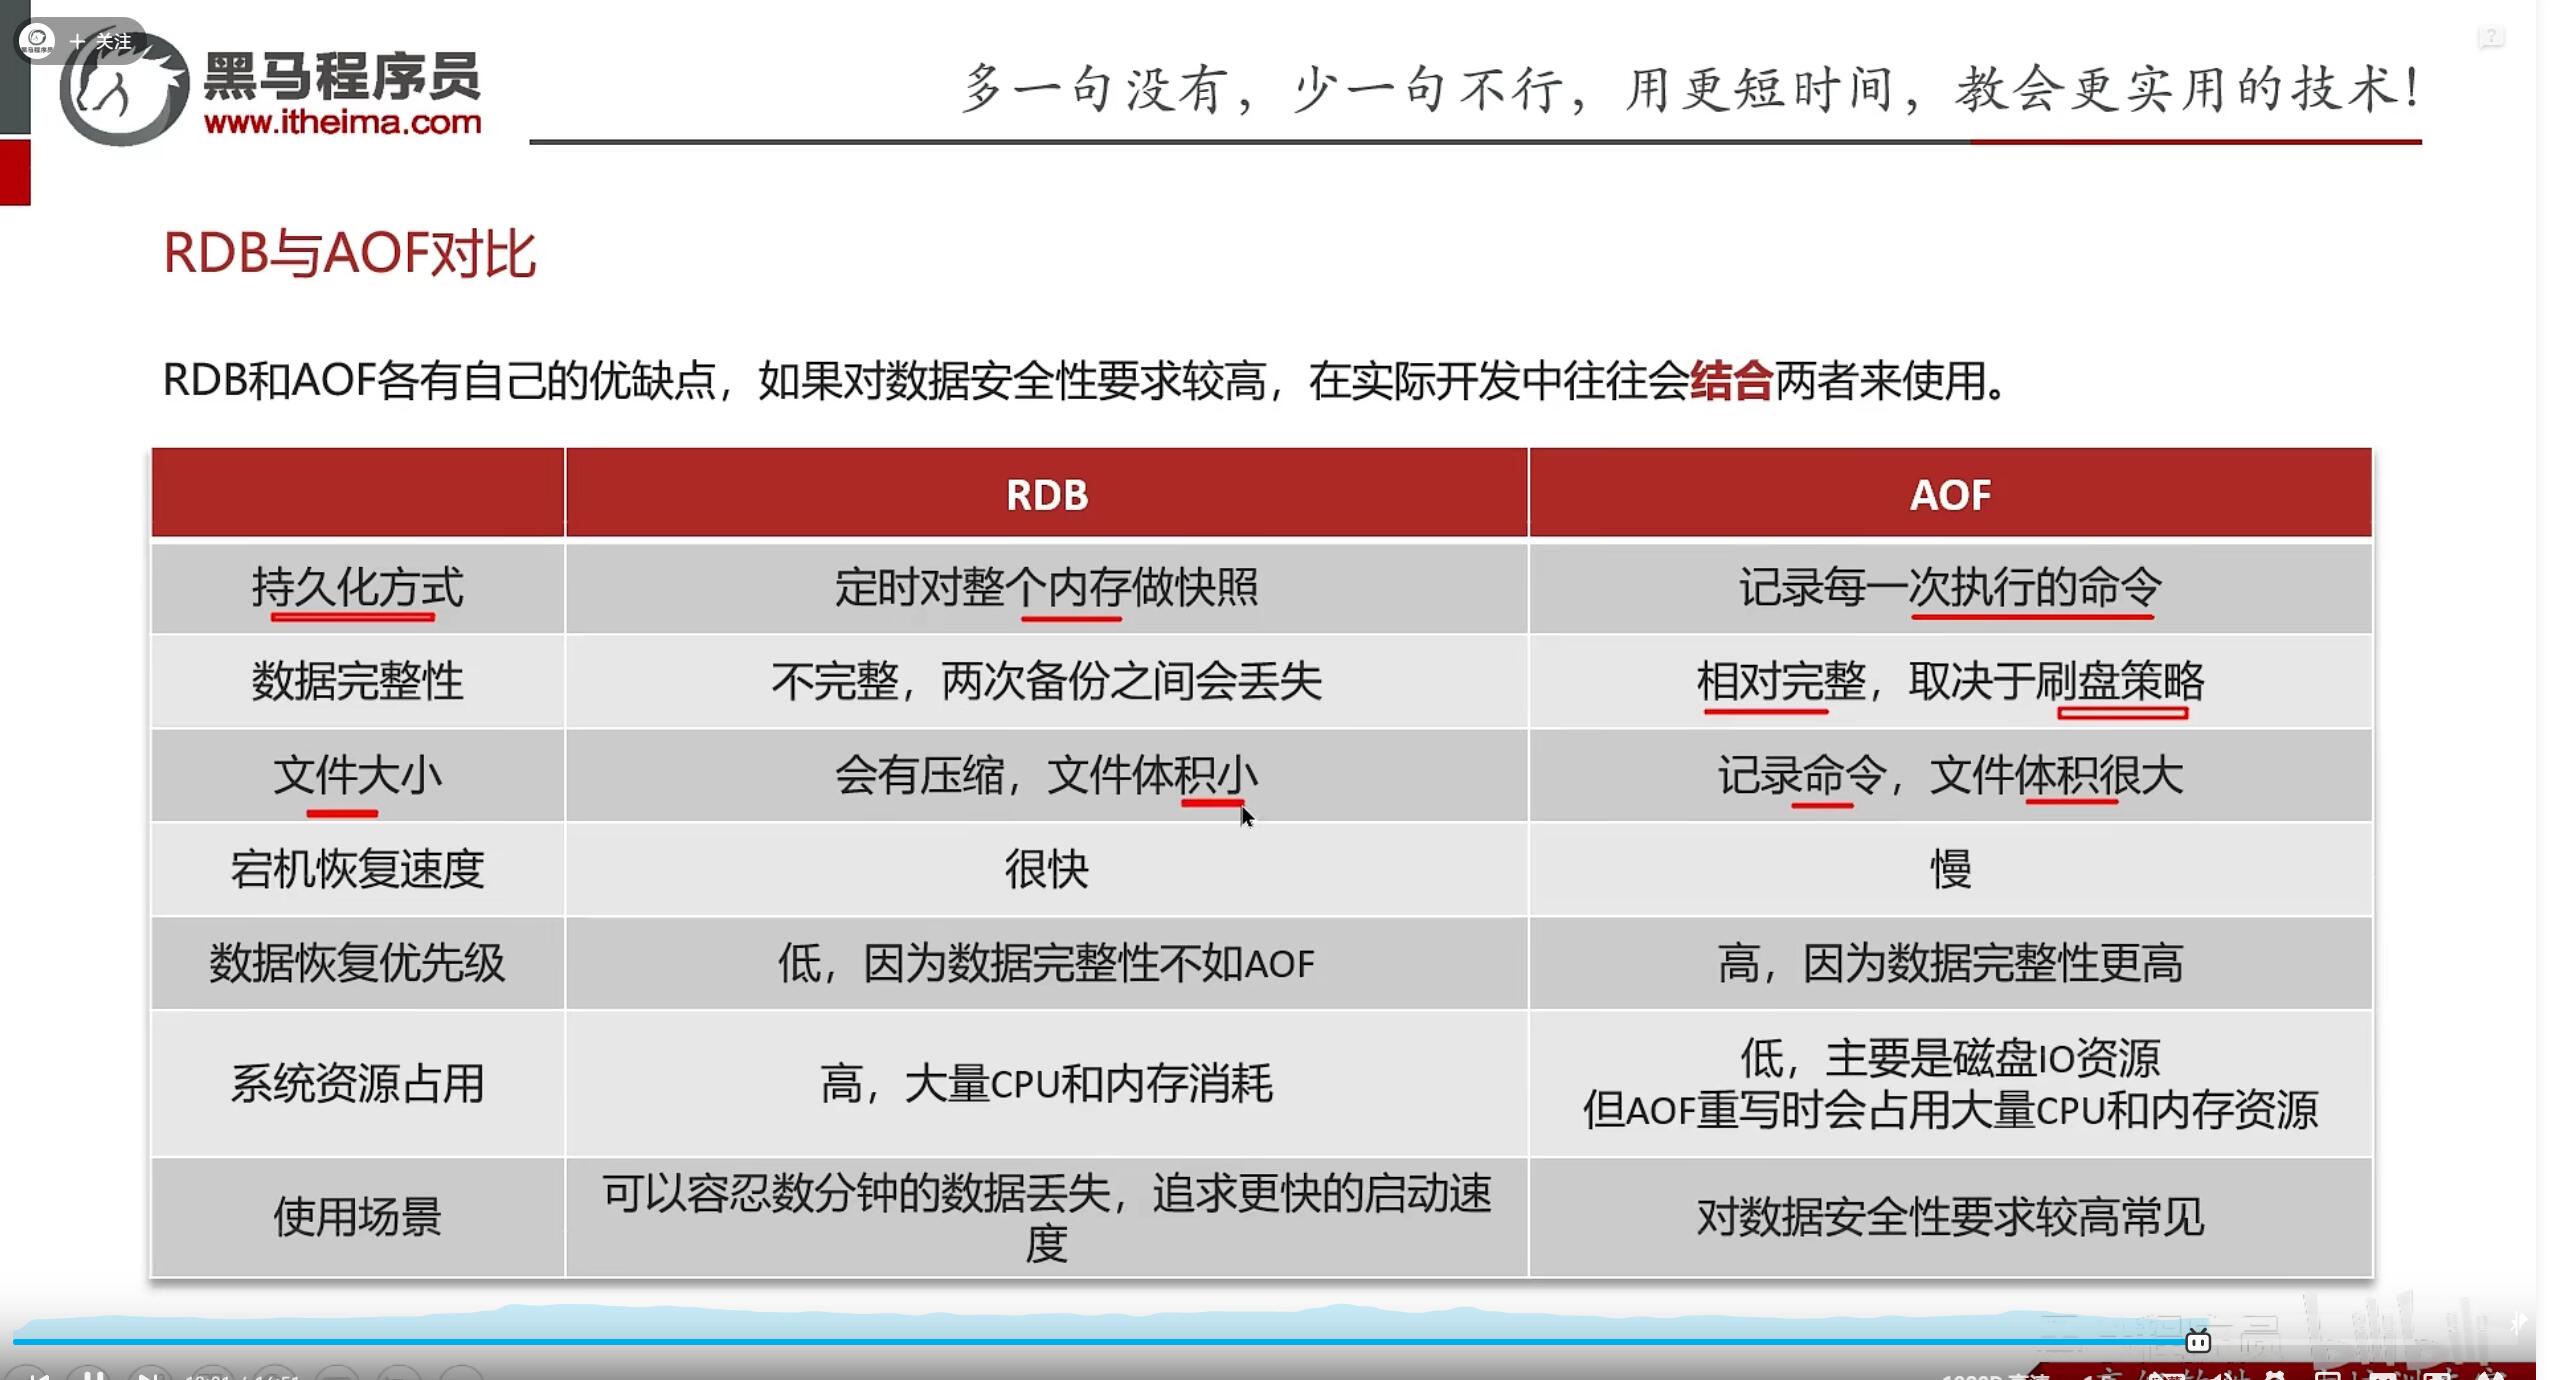 + 关注
黑马程序员
www.itheima.com
多一句没有，少一句不行，用更短时间，教会更实用的技术！
RDB与AOF对比
RDB和AOF各有自己的优缺点，如果对数据安全性要求较高，在实际开发中往往会结合两者来使用。
RDB AOF
持久化方式 定时对整个内存做快照 记录每一次执行的命令
数据完整性 不完整，两次备份之间会丢失 相对完整，取决于刷盘策略
文件大小 会有压缩，文件体积小 记录命令，文件体积很大
宕机恢复速度 很快 慢
数据恢复优先级 低，因为数据完整性不如AOF 高，因为数据完整性更高
系统资源占用 高，大量CPU和内存消耗 低，主要是磁盘IO资源
但AOF重写时会占用大量CPU和内存资源
使用场景 可以容忍数分钟的数据丢失，追求更快的启动速
度 对数据安全性要求较高常见